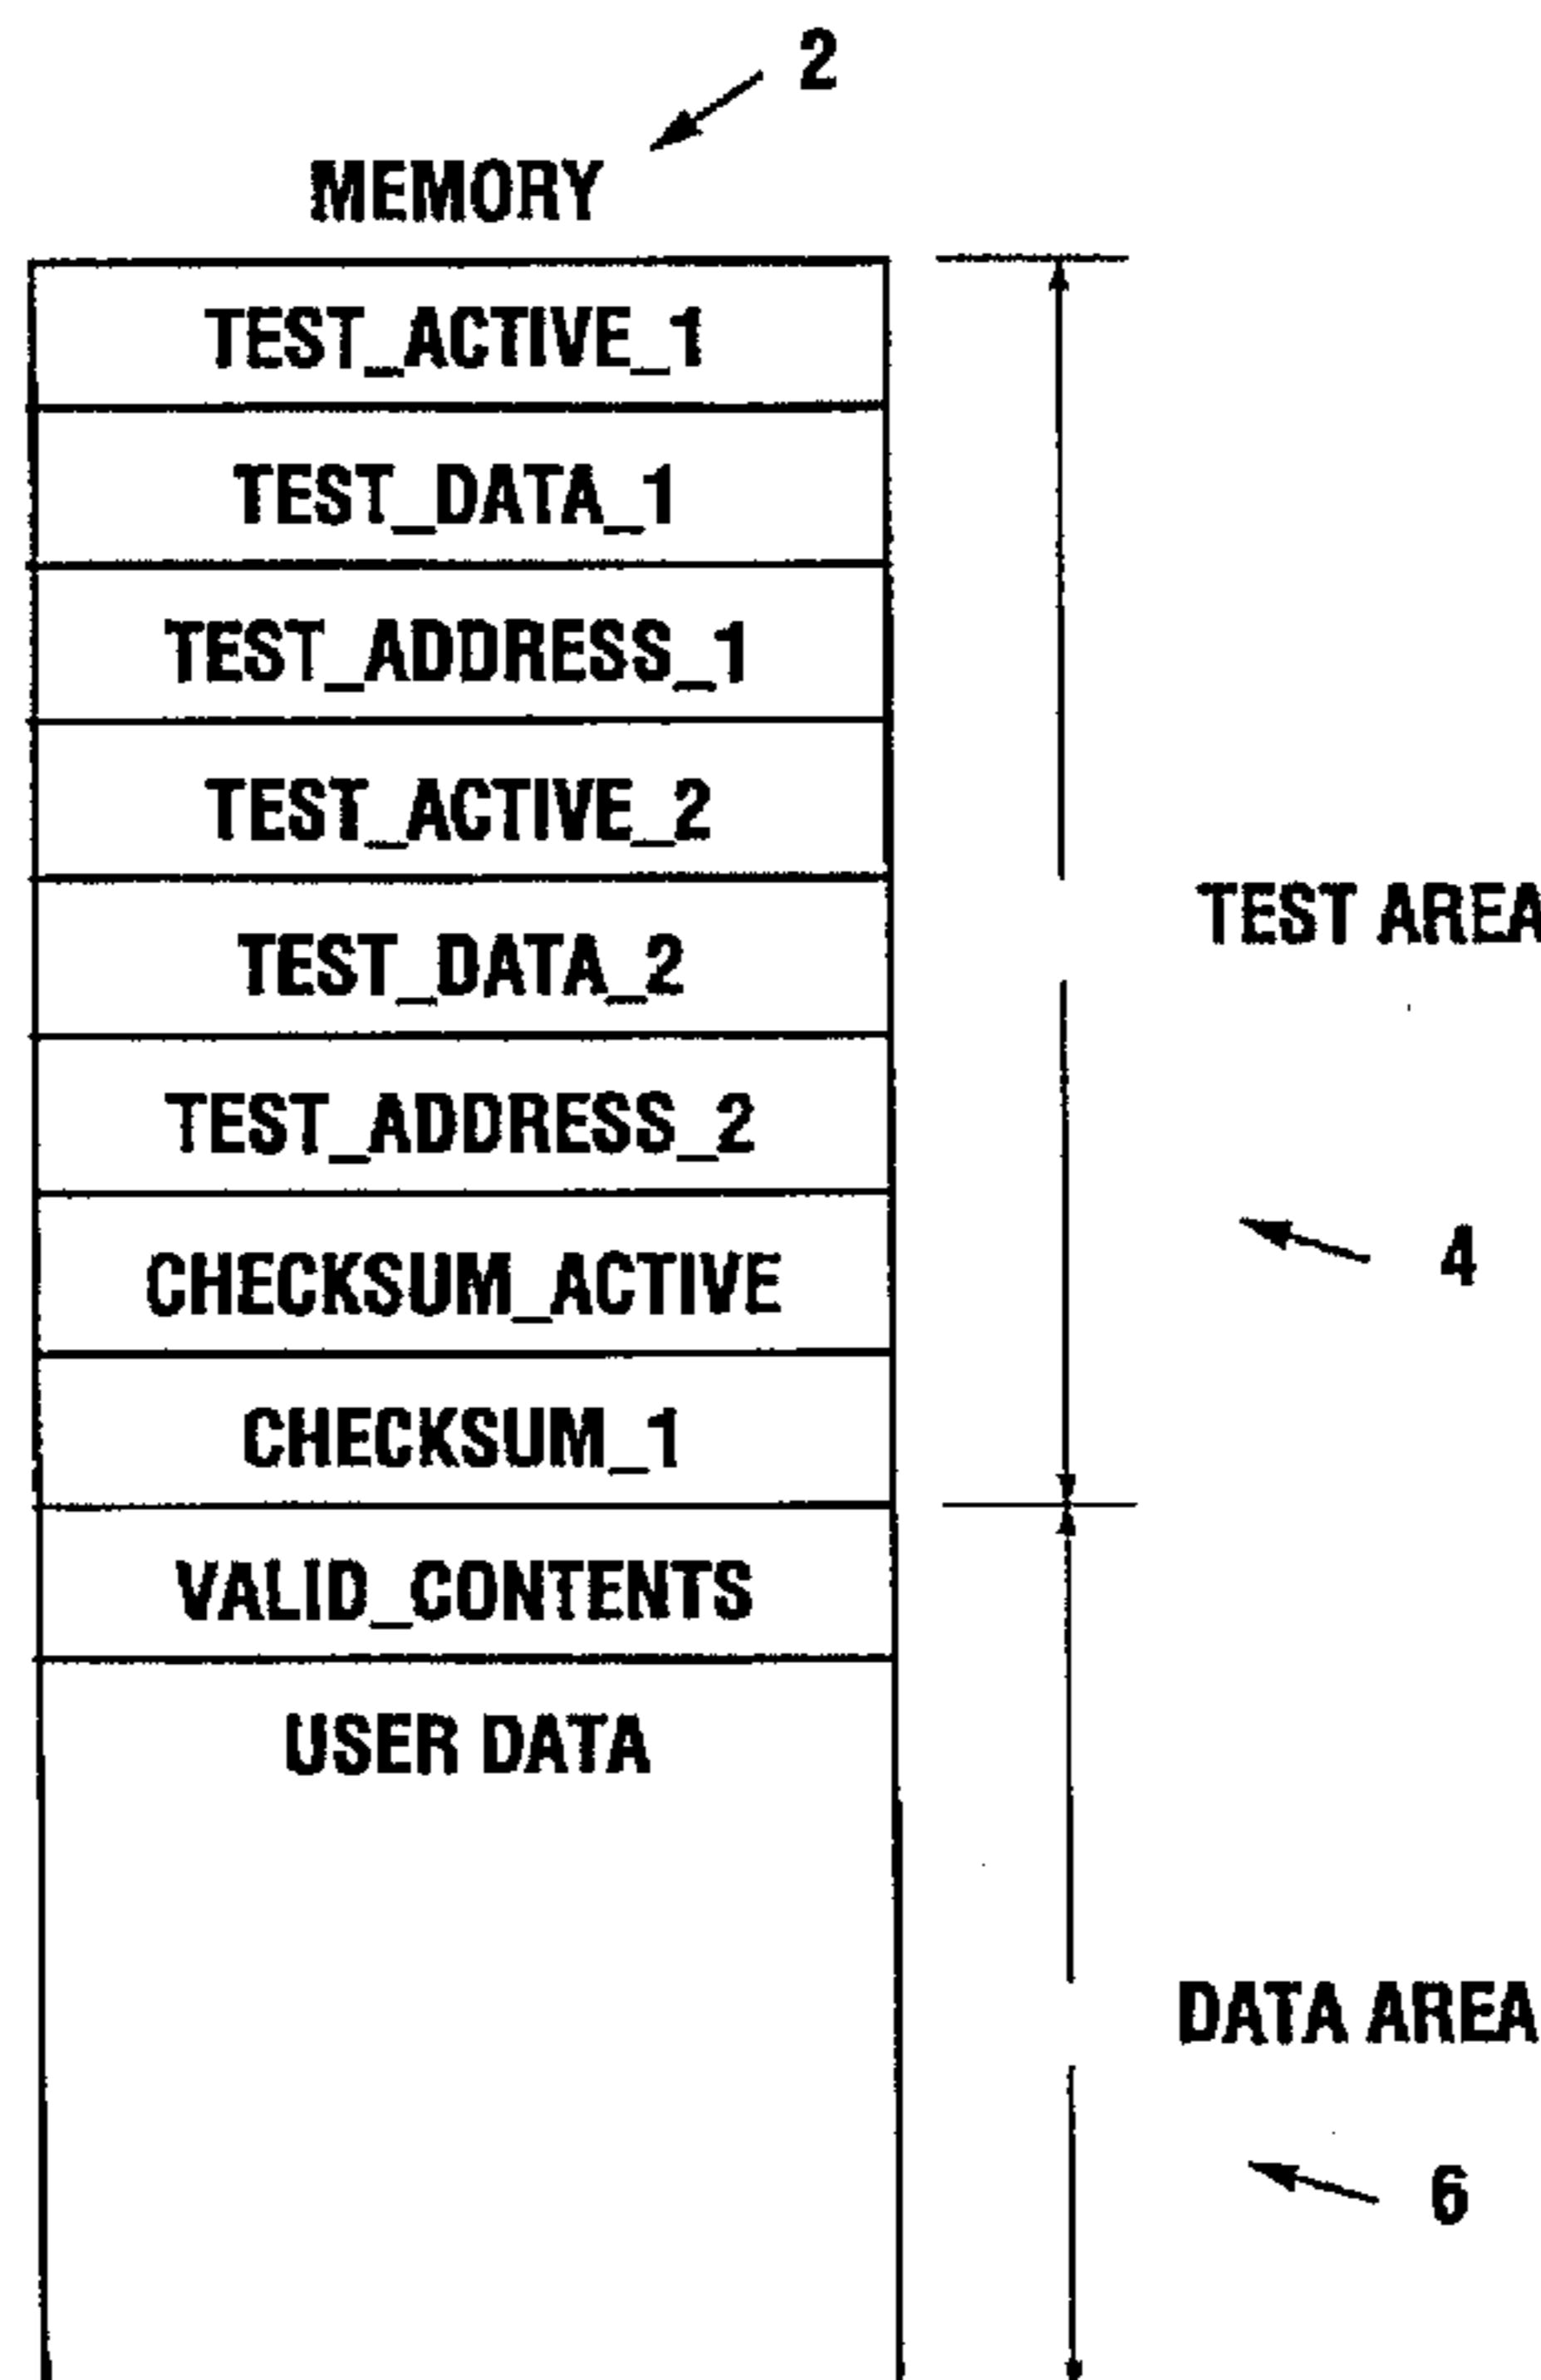 2
MEMORY
TEST_ACTIVE_1
TEST_DATA_1
TEST_ADDRESS_1
TEST_ACTIVE_2
TEST_DATA_2
TEST_ADDRESS_2
CHECKSUM_ACTIVE
CHECKSUM_1
VALID_CONTENTS
USER DATA
TEST AREA
4
DATA AREA
6